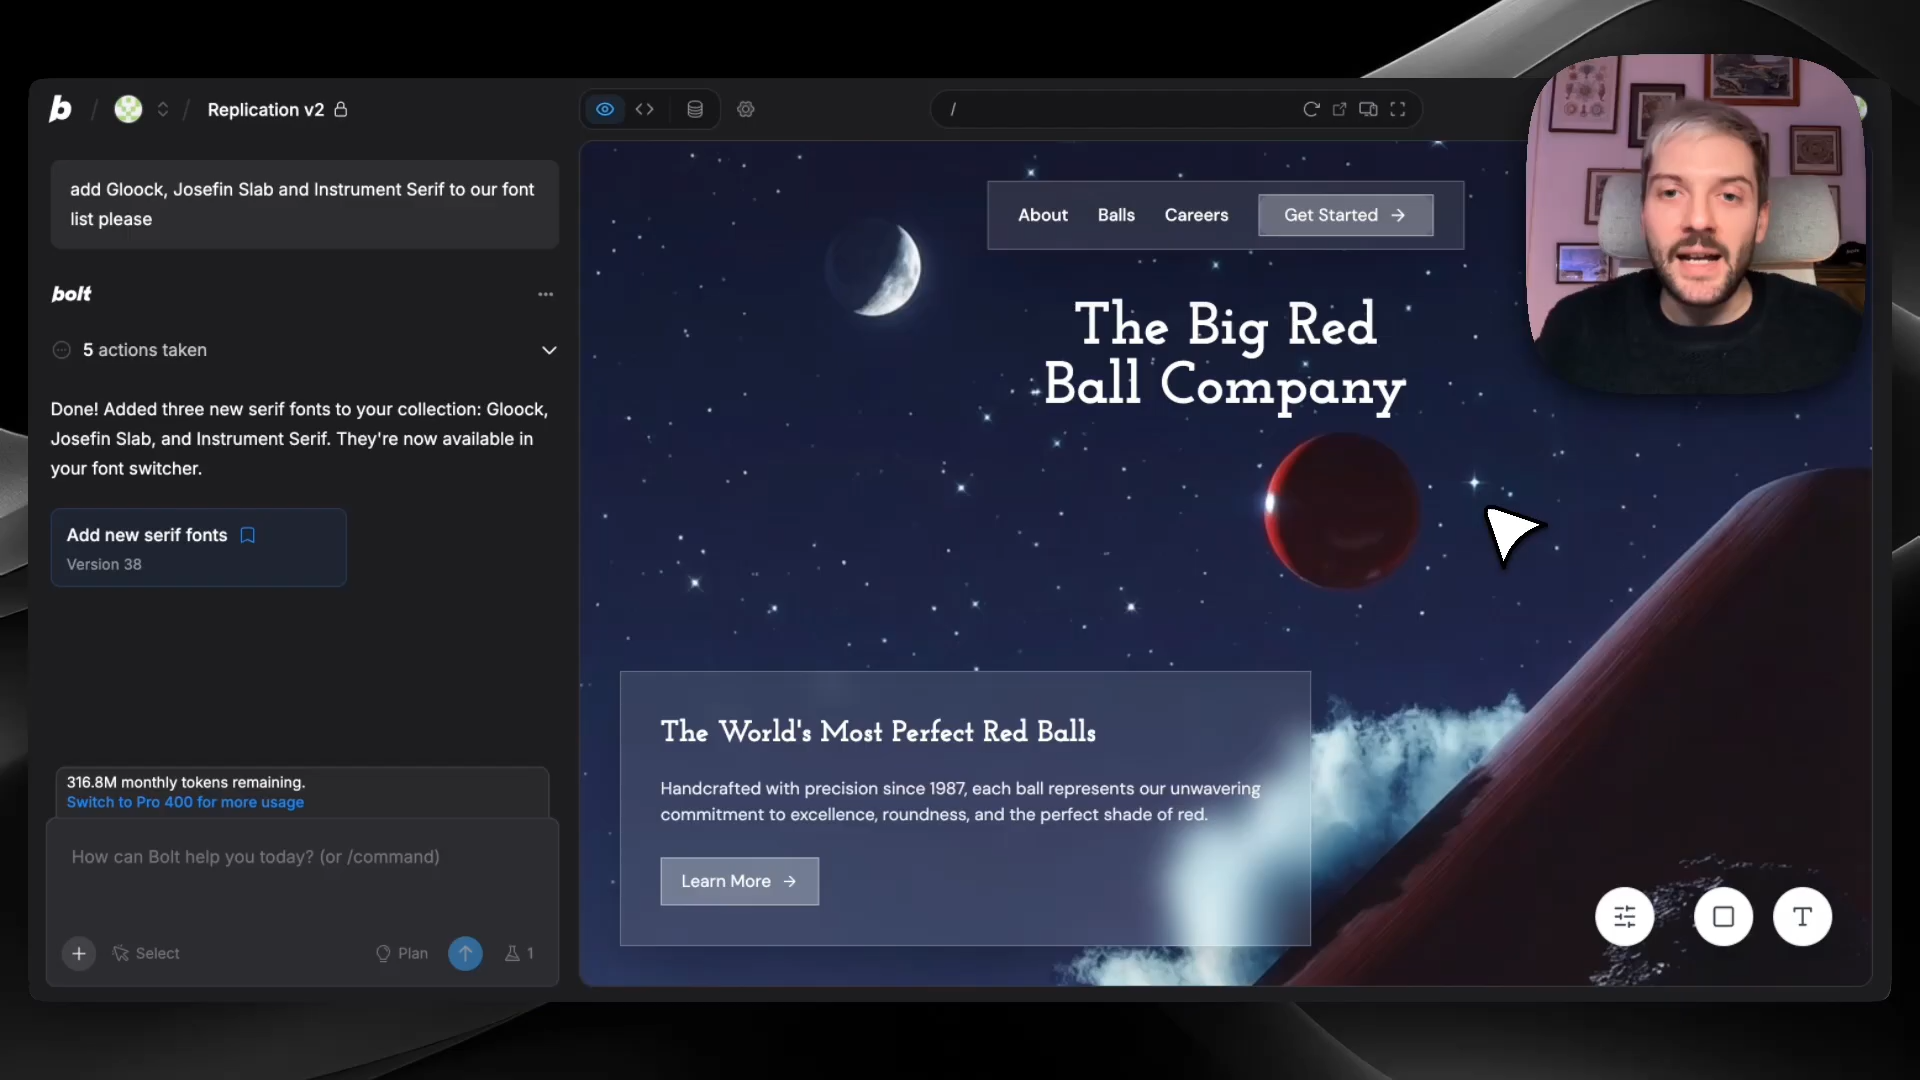 b / / Replication v2
/
add Gloock, Josefin Slab and Instrument Serif to our font
list please
bolt
5 actions taken
Done! Added three new serif fonts to your collection: Gloock,
Josefin Slab, and Instrument Serif. They're now available in
your font switcher.
Add new serif fonts
Version 38
316.8M monthly tokens remaining.
Switch to Pro 400 for more usage
How can Bolt help you today? (or /command)
Select
Plan
1
About Balls Careers Get Started →
The Big Red
Ball Company
The World's Most Perfect Red Balls
Handcrafted with precision since 1987, each ball represents our unwavering
commitment to excellence, roundness, and the perfect shade of red.
Learn More →
T